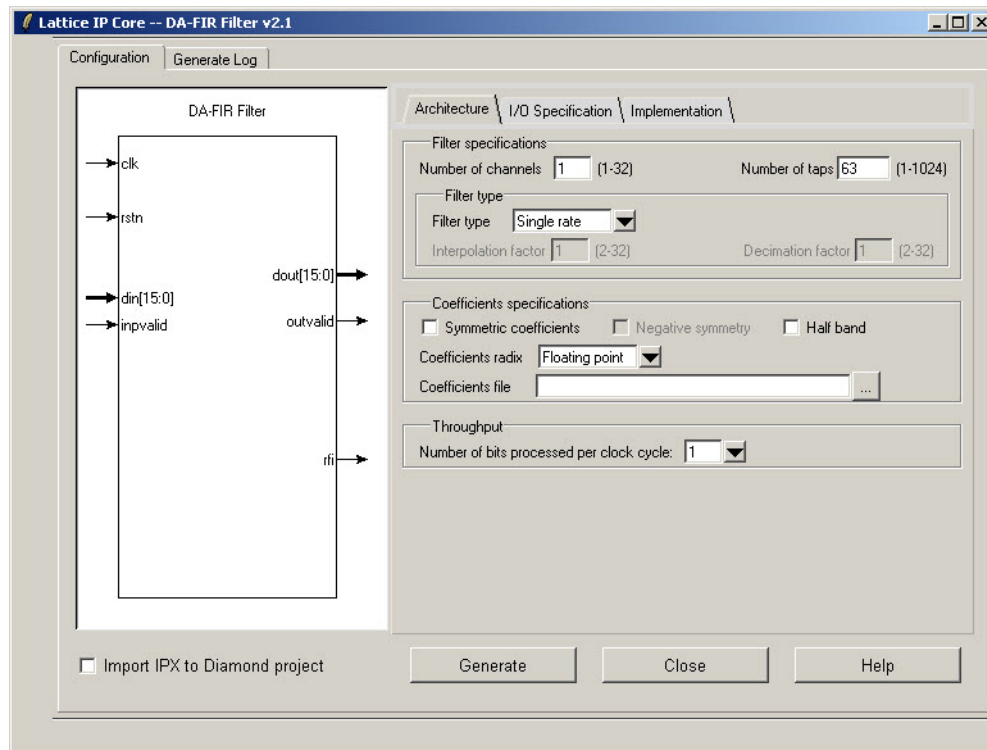 Lattice IP Core -- DA-FIR Filter v2.1
Configuration Generate Log
DA-FIR Filter
clk
rstn
din[15:0]
inpvalid
dout[15:0]
outvalid
rfi
Architecture I/O Specification Implementation
Filter specifications
Number of channels 1 (1-32) Number of taps 63 (1-1024)
Filter type
Filter type Single rate
Interpolation factor 1 (2-32) Decimation factor 1 (2-32)
Coefficients specifications
Symmetric coefficients Negative symmetry Half band
Coefficients radix Floating point
Coefficients file ...
Throughput
Number of bits processed per clock cycle: 1
Import IPX to Diamond project Generate Close Help